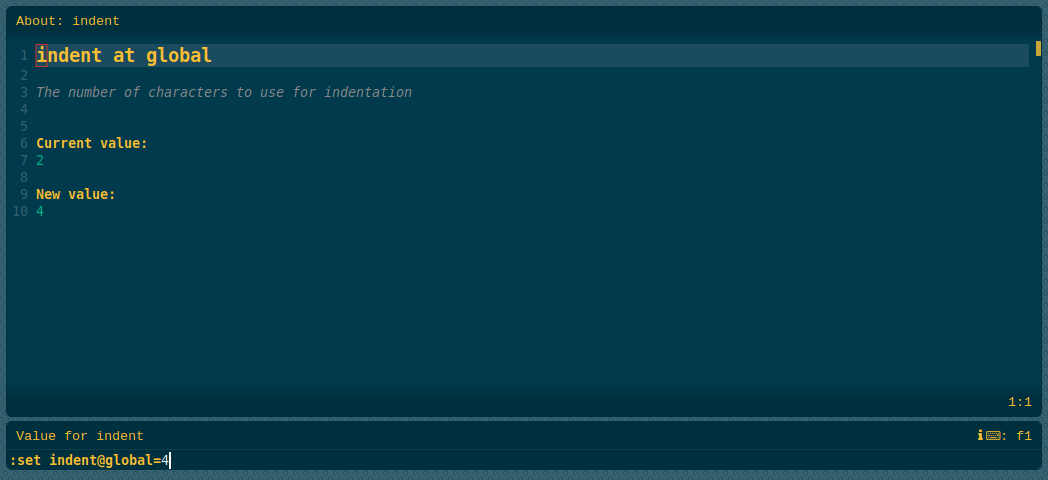 About: indent
1 indent at global
2
3 The number of characters to use for indentation
4
5
6 Current value:
7 2
8
9 New value:
10 4
1:1
Value for indent
: f1
:set indent@global=4